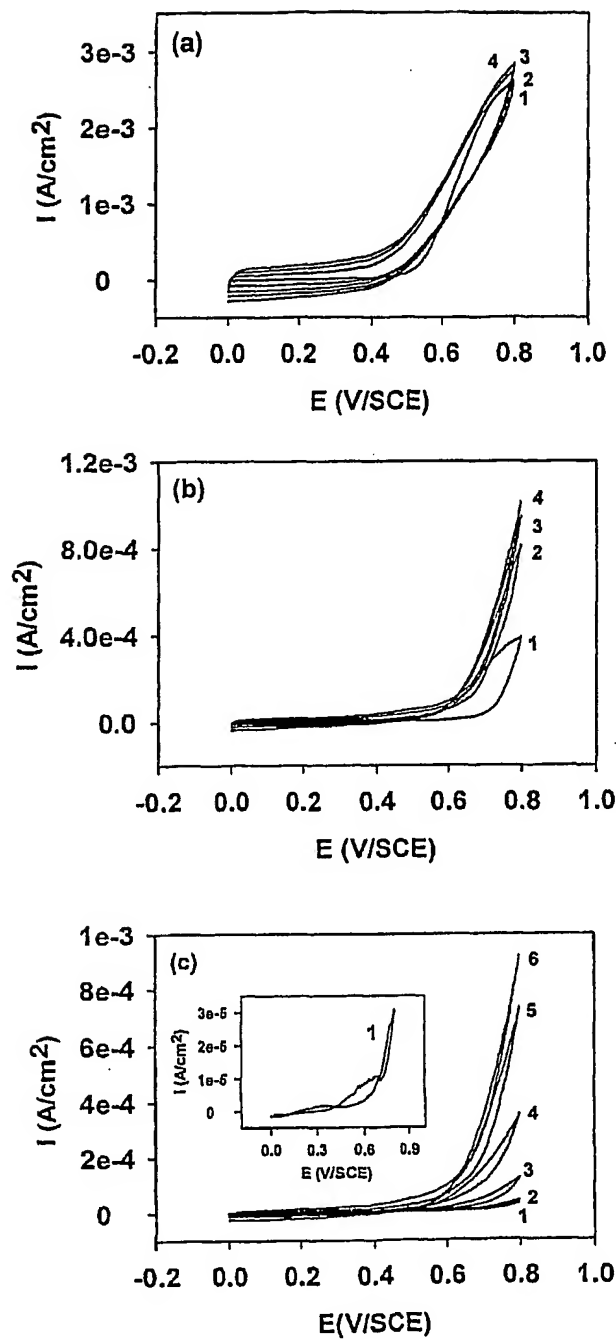 (a)
3e-3
2e-3
1e-3
0
I (A/cm²)
4 3
2
1
-0.2 0.0 0.2 0.4 0.6 0.8 1.0
E (V/SCE)
(b)
1.2e-3
8.0e-4
4.0e-4
0.0
I (A/cm²)
4
3
2
1
-0.2 0.0 0.2 0.4 0.6 0.8 1.0
E (V/SCE)
(c)
1e-3
8e-4
6e-4
4e-4
2e-4
0
I (A/cm²)
6
5
4
3
2
1
3e-5
2e-5
1e-5
0
I (A/cm²)
1
0.0 0.3 0.6 0.9
E (V/SCE)
-0.2 0.0 0.2 0.4 0.6 0.8 1.0
E(V/SCE)